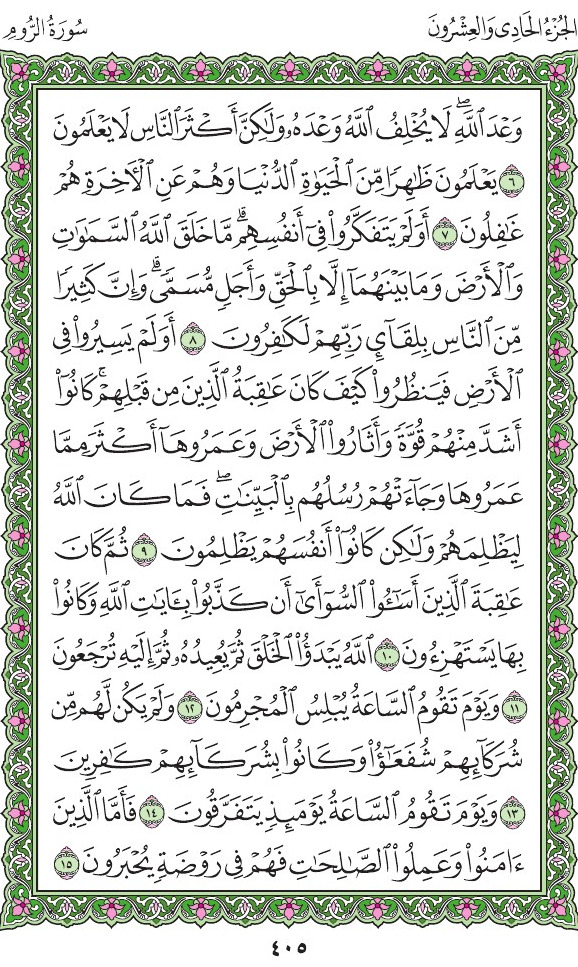 الجُزْءُ الحَادِى وَالعِشْرُونَ
سُورَةُ الرُّومِ
وَعْدَ ٱللَّهِۖ لَا يُخْلِفُ ٱللَّهُ وَعْدَهُۥ وَلَٰكِنَّ أَكْثَرَ ٱلنَّاسِ لَا يَعْلَمُونَ
٦ يَعْلَمُونَ ظَٰهِرٗا مِّنَ ٱلْحَيَوٰةِ ٱلدُّنْيَا وَهُمْ عَنِ ٱلْأٓخِرَةِ هُمْ
غَٰفِلُونَ ٧ أَوَلَمْ يَتَفَكَّرُواْ فِىٓ أَنفُسِهِمۗ مَّا خَلَقَ ٱللَّهُ ٱلسَّمَٰوَٰتِ
وَٱلْأَرْضَ وَمَا بَيْنَهُمَآ إِلَّا بِٱلْحَقِّ وَأَجَلٖ مُّسَمّٗىۗ وَإِنَّ كَثِيرٗا
مِّنَ ٱلنَّاسِ بِلِقَآئِ رَبِّهِمْ لَكَٰفِرُونَ ٨ أَوَلَمْ يَسِيرُواْ فِى
ٱلْأَرْضِ فَيَنظُرُواْ كَيْفَ كَانَ عَٰقِبَةُ ٱلَّذِينَ مِن قَبْلِهِمْۚ كَانُوٓاْ
أَشَدَّ مِنْهُمْ قُوَّةٗ وَأَثَارُواْ ٱلْأَرْضَ وَعَمَرُوهَآ أَكْثَرَ مِمَّا
عَمَرُوهَا وَجَآءَتْهُمْ رُسُلُهُم بِٱلْبَيِّنَٰتِۖ فَمَا كَانَ ٱللَّهُ
لِيَظْلِمَهُمْ وَلَٰكِن كَانُوٓاْ أَنفُسَهُمْ يَظْلِمُونَ ٩ ثُمَّ كَانَ
عَٰقِبَةَ ٱلَّذِينَ أَسَٰٓـُٔواْ ٱلسُّوٓأَىٰٓ أَن كَذَّبُواْ بِـَٔايَٰتِ ٱللَّهِ وَكَانُواْ
بِهَا يَسْتَهْزِءُونَ ١٠ ٱللَّهُ يَبْدَؤُاْ ٱلْخَلْقَ ثُمَّ يُعِيدُهُۥ ثُمَّ إِلَيْهِ تُرْجَعُونَ
١١ وَيَوْمَ تَقُومُ ٱلسَّاعَةُ يُبْلِسُ ٱلْمُجْرِمُونَ ١٢ وَلَمْ يَكُن لَّهُم مِّن
شُرَكَآئِهِمْ شُفَعَٰٓؤُاْ وَكَانُواْ بِشُرَكَآئِهِمْ كَٰفِرِينَ
١٣ وَيَوْمَ تَقُومُ ٱلسَّاعَةُ يَوْمَئِذٖ يَتَفَرَّقُونَ ١٤ فَأَمَّا ٱلَّذِينَ
ءَامَنُواْ وَعَمِلُواْ ٱلصَّٰلِحَٰتِ فَهُمْ فِى رَوْضَةٖ يُحْبَرُونَ ١٥
٤٠٥